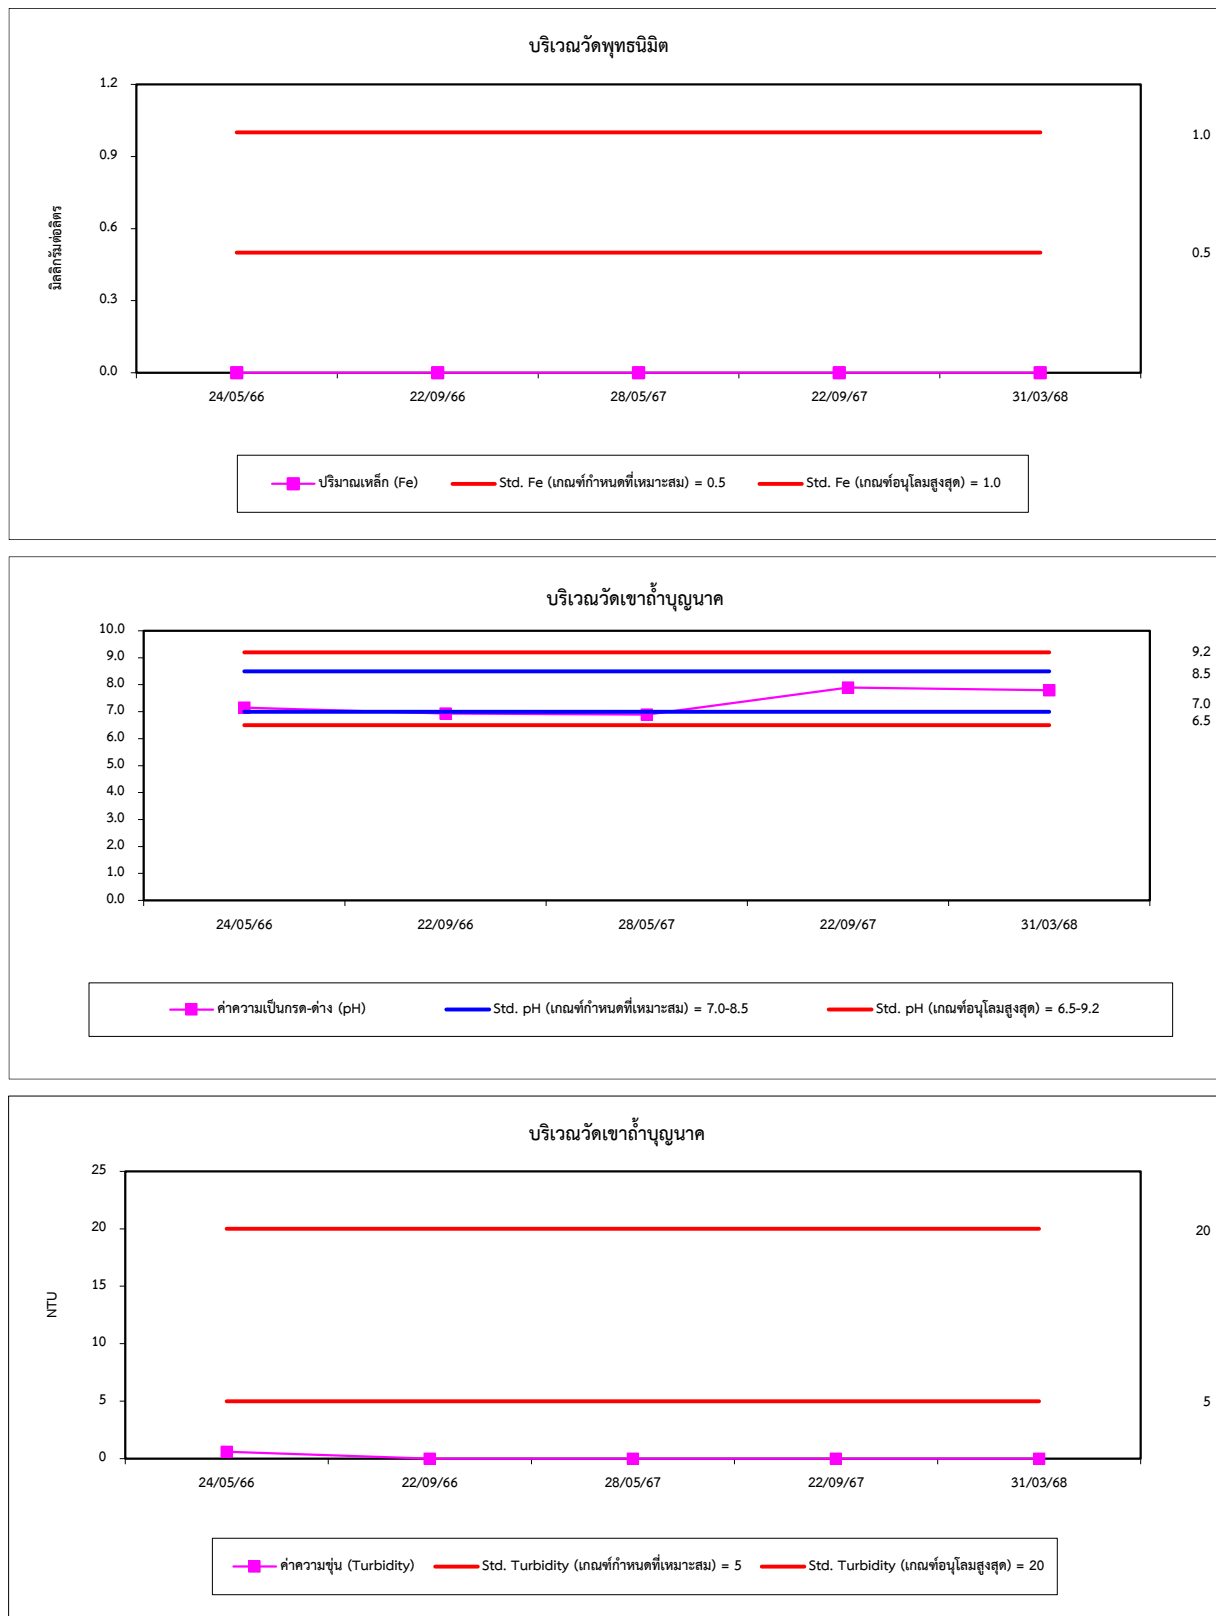 บริเวณวัดพุทธนิมิต
1.2
0.9
0.6
0.3
0.0
มิลลิกรัมต่อลิตร
1.0
0.5
24/05/66 22/09/66 28/05/67 22/09/67 31/03/68
ปริมาณเหล็ก (Fe) Std. Fe (เกณฑ์กำหนดที่เหมาะสม) = 0.5 Std. Fe (เกณฑ์อนุโลมสูงสุด) = 1.0
บริเวณวัดเขาถ้ำบุญนาค
10.0
9.0
8.0
7.0
6.0
5.0
4.0
3.0
2.0
1.0
0.0
9.2
8.5
7.0
6.5
24/05/66 22/09/66 28/05/67 22/09/67 31/03/68
ค่าความเป็นกรด-ด่าง (pH) Std. pH (เกณฑ์กำหนดที่เหมาะสม) = 7.0-8.5 Std. pH (เกณฑ์อนุโลมสูงสุด) = 6.5-9.2
บริเวณวัดเขาถ้ำบุญนาค
25
20
15
10
5
0
NTU
20
5
24/05/66 22/09/66 28/05/67 22/09/67 31/03/68
ค่าความขุ่น (Turbidity) Std. Turbidity (เกณฑ์กำหนดที่เหมาะสม) = 5 Std. Turbidity (เกณฑ์อนุโลมสูงสุด) = 20